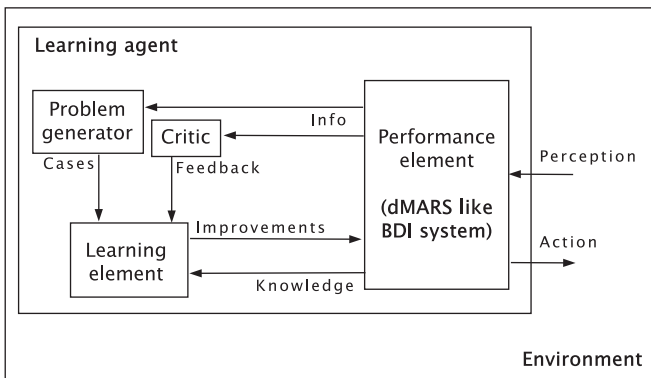 Learning agent
Problem
generator
Critic
Info
Performance
element
(dMARS like
BDI system)
Perception
Cases
Feedback
Improvements
Action
Learning
element
Knowledge
Environment